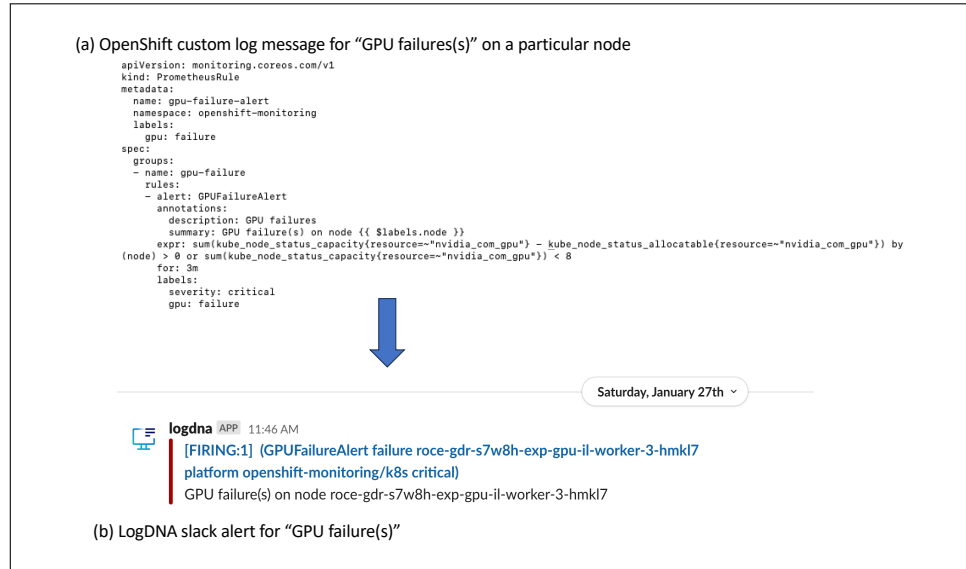 (a) OpenShift custom log message for “GPU failures(s)” on a particular node
apiVersion: monitoring.coreos.com/v1
kind: PrometheusRule
metadata:
  name: gpu-failure-alert
  namespace: openshift-monitoring
  labels:
    gpu: failure
spec:
  groups:
  - name: gpu-failure
    rules:
    - alert: GPUFailureAlert
      annotations:
        description: GPU failures
        summary: GPU failure(s) on node {{ $labels.node }}
      expr: sum(kube_node_status_capacity{resource=~"nvidia_com_gpu"} - kube_node_status_allocatable{resource=~"nvidia_com_gpu"}) by
(node) > 0 or sum(kube_node_status_capacity{resource=~"nvidia_com_gpu"}) < 8
      for: 3m
      labels:
        severity: critical
        gpu: failure
Saturday, January 27th
logdna APP 11:46 AM
[FIRING:1] (GPUFailureAlert failure roce-gdr-s7w8h-exp-gpu-il-worker-3-hmkl7
platform openshift-monitoring/k8s critical)
GPU failure(s) on node roce-gdr-s7w8h-exp-gpu-il-worker-3-hmkl7
(b) LogDNA slack alert for “GPU failure(s)”